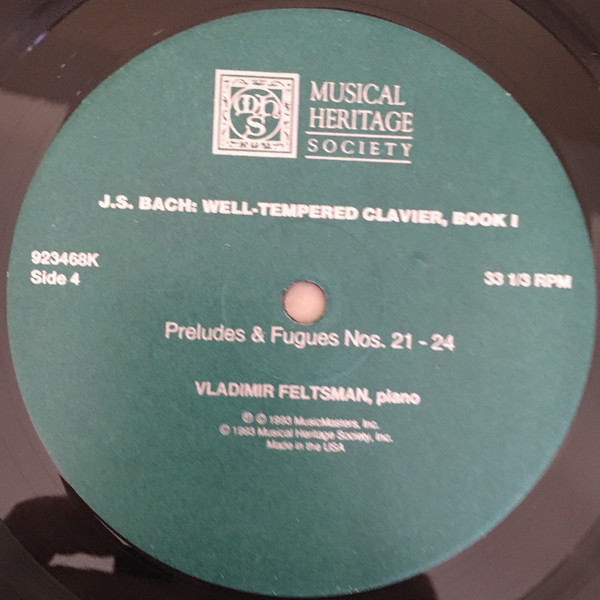 MHS
MUSICAL
HERITAGE
SOCIETY
J.S. BACH: WELL-TEMPERED CLAVIER, BOOK I
923468K
Side 4
33 1/3 RPM
Preludes & Fugues Nos. 21 - 24
VLADIMIR FELTSMAN, piano
℗ © 1993 MusicMasters, Inc.
© 1993 Musical Heritage Society, Inc.
Made in the USA